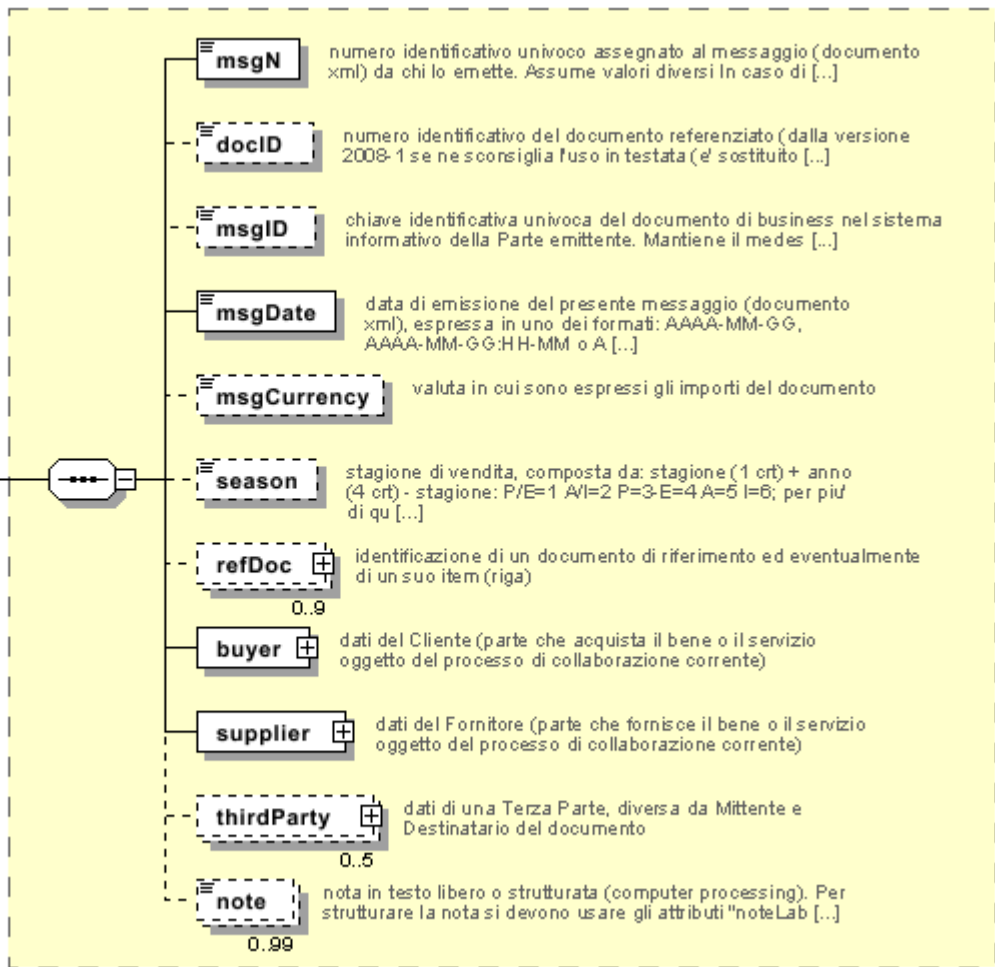 msgN
numero identificativo univoco assegnato al messaggio (documento
xml) da chi lo emette. Assume valori diversi In caso di [...]
docID
numero identificativo del documento referenziato (dalla versione
2008-1 se ne sconsiglia l'uso in testata (e' sostituito [...]
msgID
chiave identificativa univoca del documento di business nel sistema
informativo della Parte emittente. Mantiene il medes [...]
msgDate
data di emissione del presente messaggio (documento
xml), espressa in uno dei formati: AAAA-MM-GG,
AAAA-MM-GG:HH-MM o A [...]
msgCurrency
valuta in cui sono espressi gli importi del documento
season
stagione di vendita, composta da: stagione (1 crt) + anno
(4 crt) - stagione: P/E=1 A/I=2 P=3-E=4 A=5 I=6; per piu'
di qu [...]
refDoc
identificazione di un documento di riferimento ed eventualmente
di un suo item (riga)
0..9
buyer
dati del Cliente (parte che acquista il bene o il servizio
oggetto del processo di collaborazione corrente)
supplier
dati del Fornitore (parte che fornisce il bene o il servizio
oggetto del processo di collaborazione corrente)
thirdParty
dati di una Terza Parte, diversa da Mittente e
Destinatario del documento
0..5
note
nota in testo libero o strutturata (computer processing). Per
strutturare la nota si devono usare gli attributi "noteLab [...]
0..99